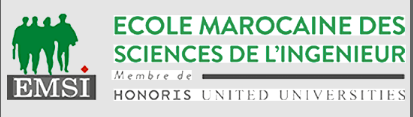 ECOLE MAROCAINE DES
SCIENCES DE L'INGENIEUR
Membre de
HONORIS UNITED UNIVERSITIES
EMSI